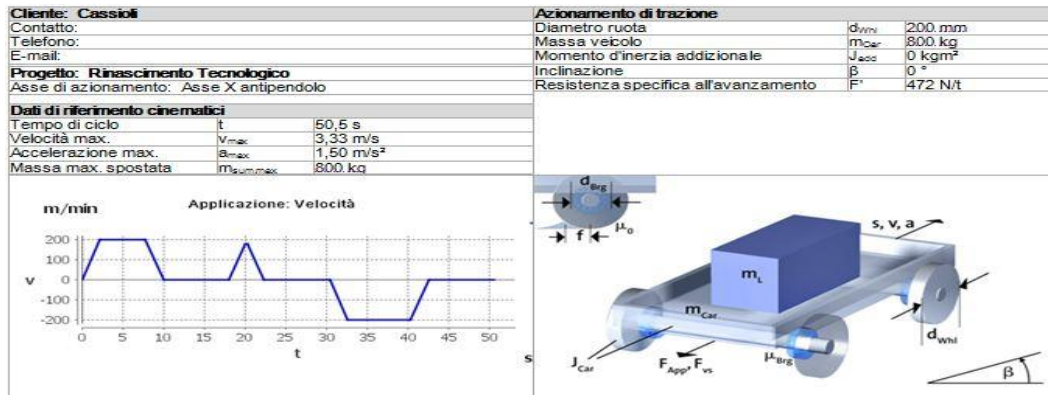 Cliente: Cassioli
Contatto:
Telefono:
E-mail:
Progetto: Rinascimento Tecnologico
Asse di azionamento: Asse X antipendolo
Dati di riferimento cinematici
Tempo di ciclo t 50,5 s
Velocità max. vmax 3,33 m/s
Accelerazione max. amax 1,50 m/s²
Massa max. spostata msummax 800 kg
Azionamento di trazione
Diametro ruota dWhl 200 mm
Massa veicolo mCar 800 kg
Momento d'inerzia addizionale Jadd 0 kgm²
Inclinazione β 0 °
Resistenza specifica all'avanzamento F' 472 N/t
m/min Applicazione: Velocità
200
100
v 0
-100
-200
0 5 10 15 20 25 30 35 40 45 50
t
s
dBrg
μ0
f
s, v, a
mL
mCar
dWhl
JCar
FApp, Fvs
μBrg
β